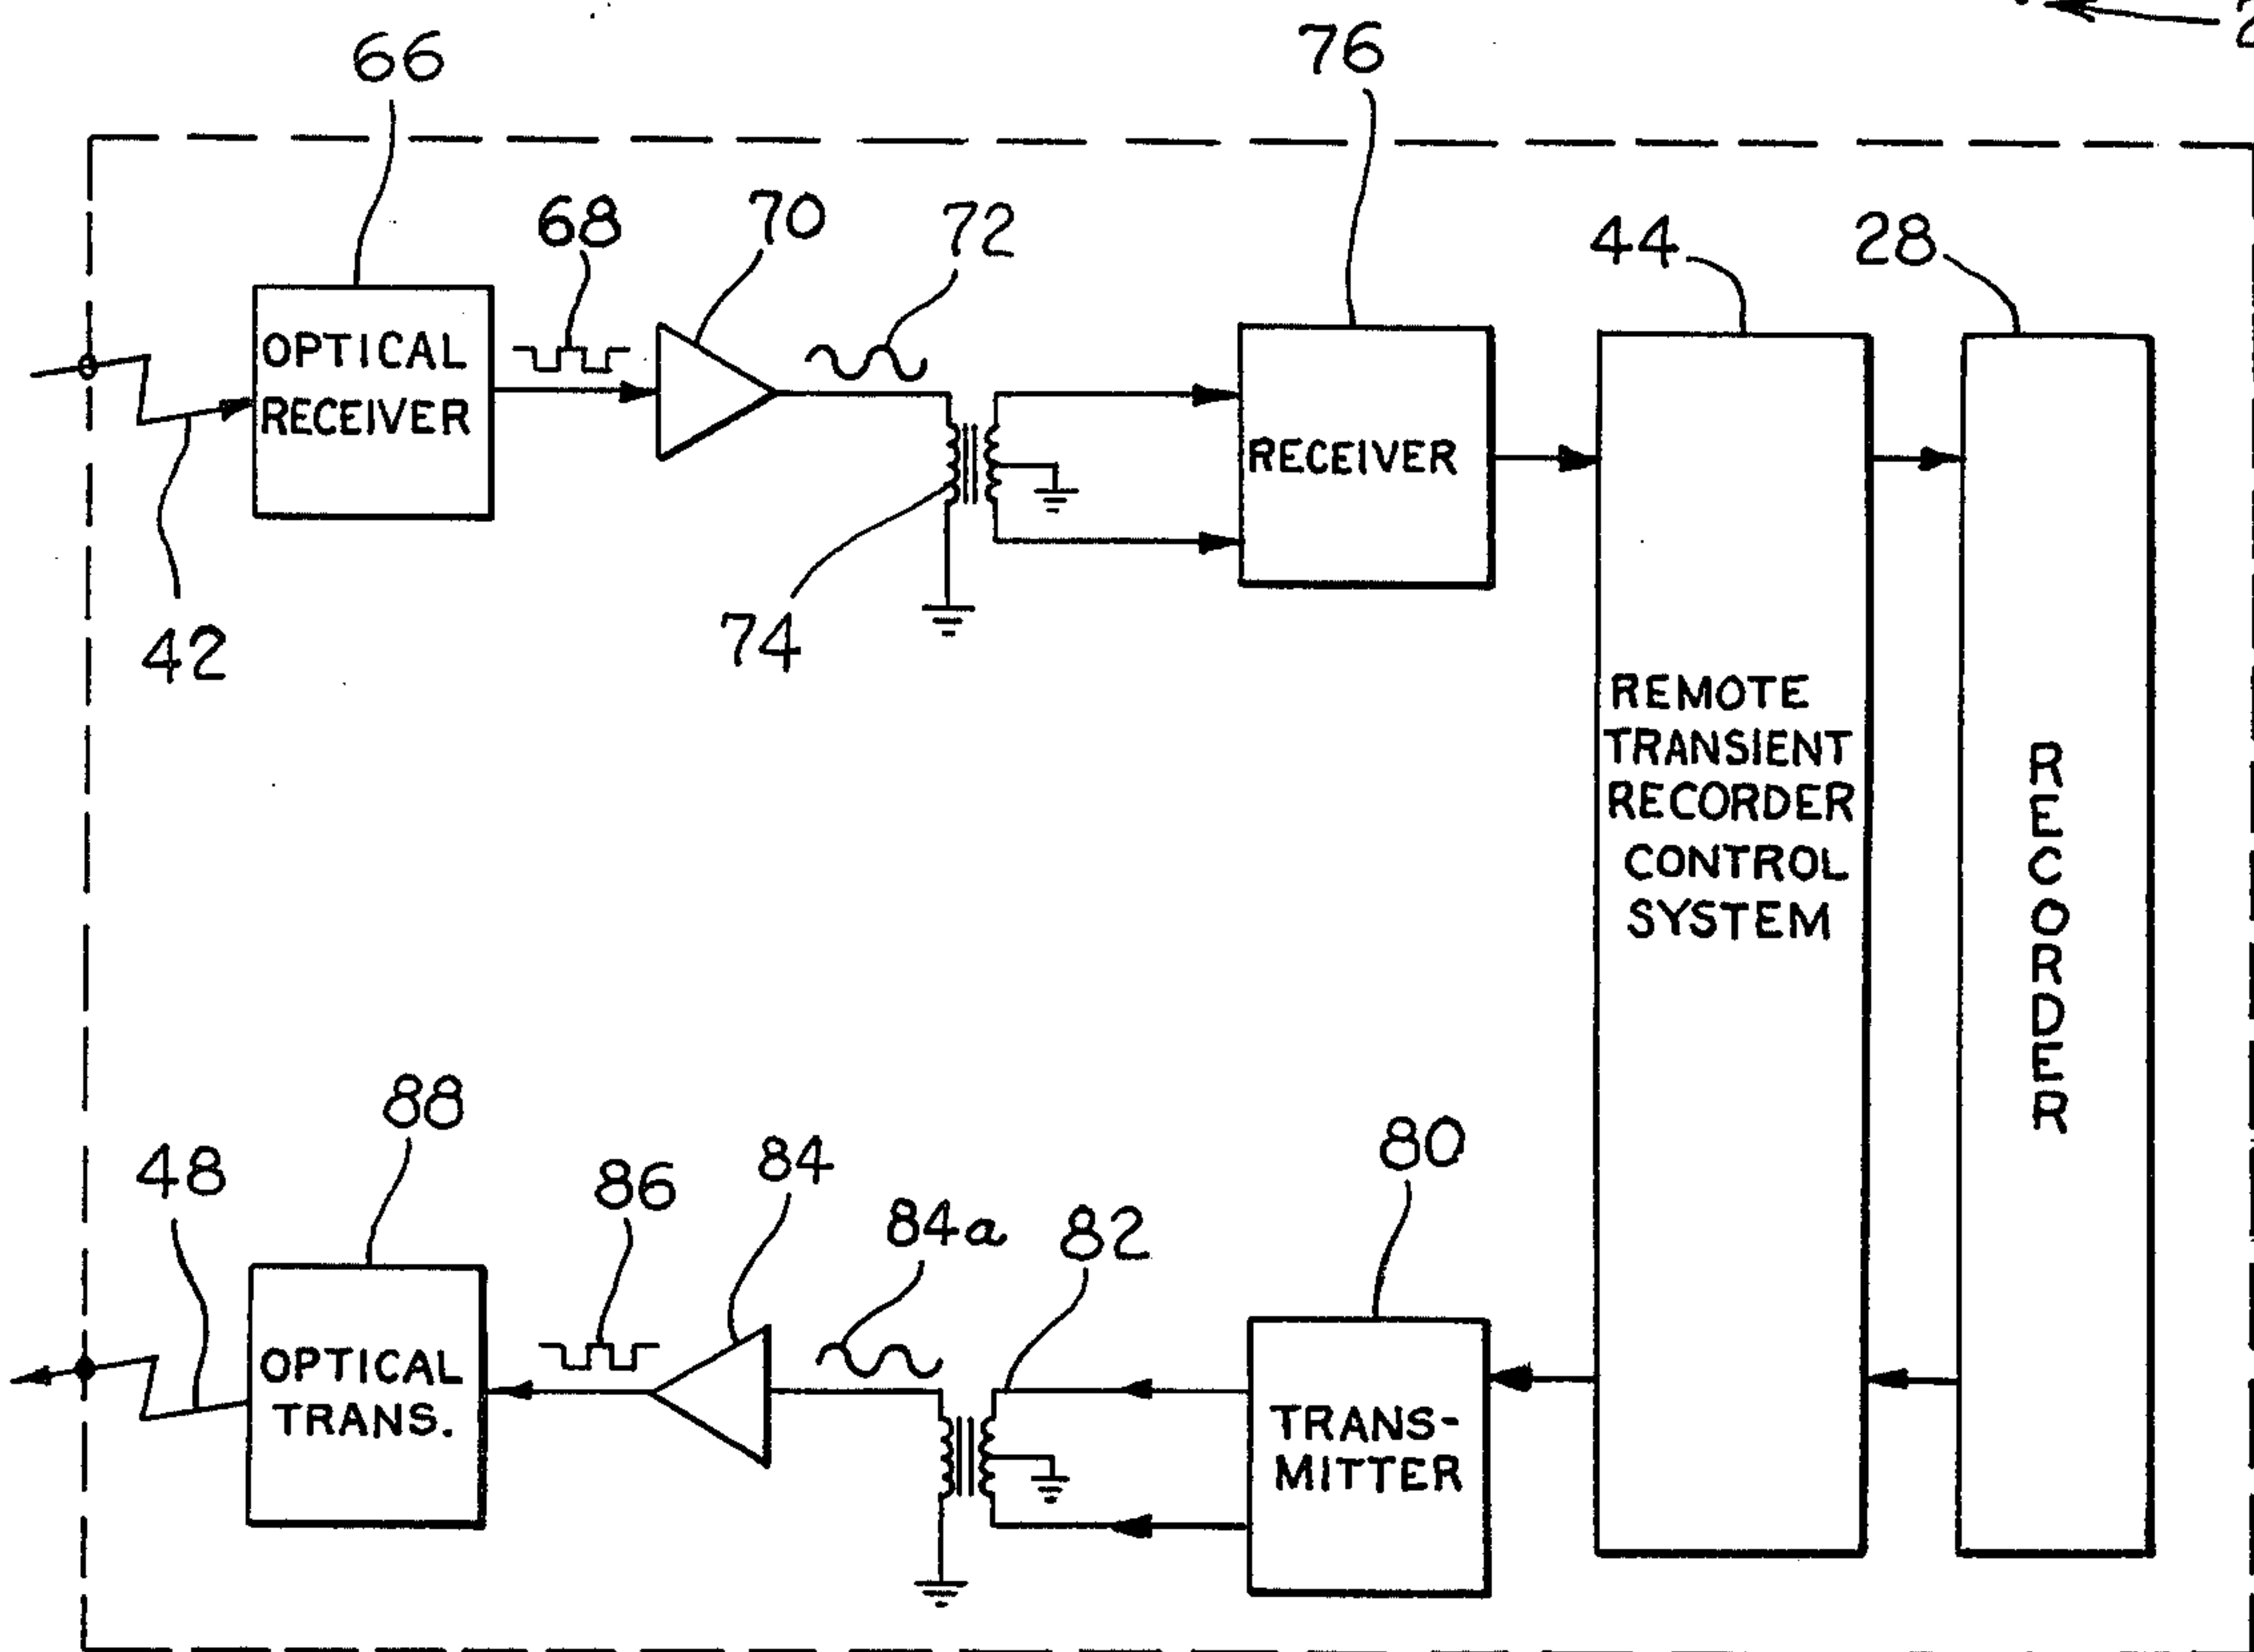 66
76
68
70
72
44
28
OPTICAL
RECEIVER
RECEIVER
74
42
REMOTE
TRANSIENT
RECORDER
CONTROL
SYSTEM
RECORDER
88
48
86
84
84a
82
80
OPTICAL
TRANS.
TRANS-
MITTER